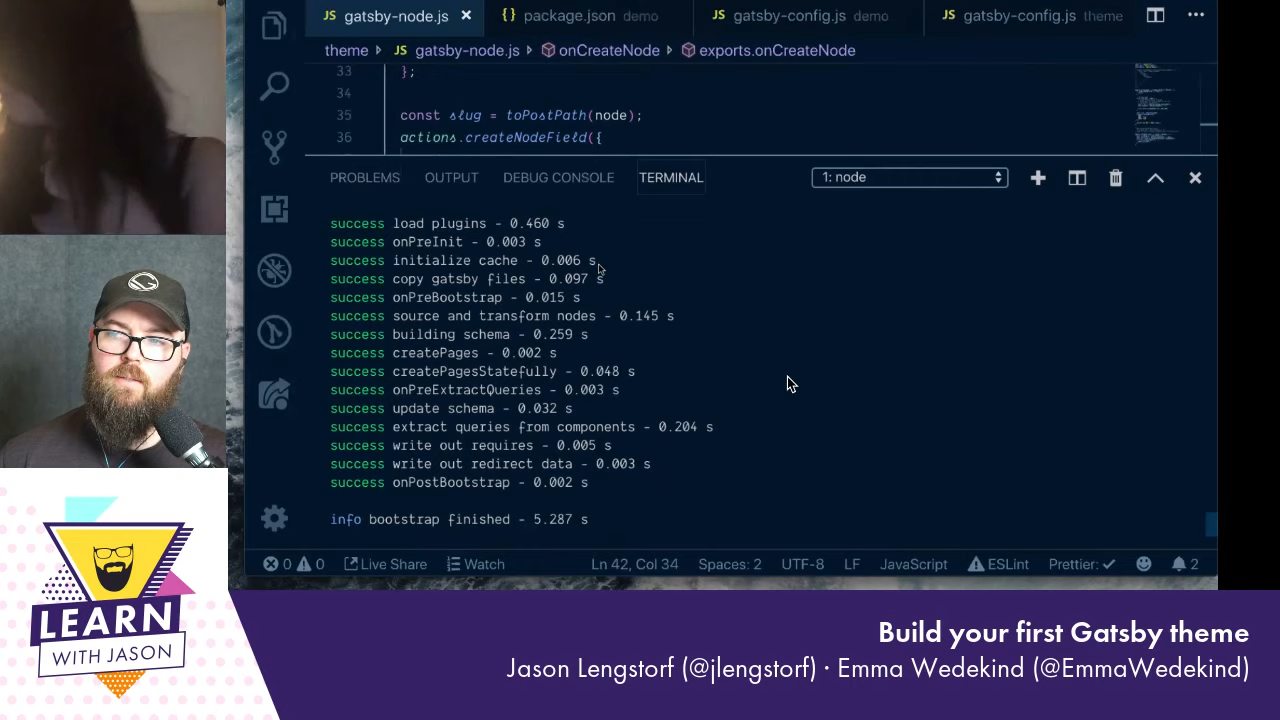 gatsby-node.js
package.json demo
gatsby-config.js demo
gatsby-config.js theme
theme gatsby-node.js onCreateNode exports.onCreateNode
33 };
34
35 const slug = toPostPath(node);
36 actions.createNodeField({
PROBLEMS OUTPUT DEBUG CONSOLE TERMINAL 1: node
success load plugins - 0.460 s
success onPreInit - 0.003 s
success initialize cache - 0.006 s
success copy gatsby files - 0.097 s
success onPreBootstrap - 0.015 s
success source and transform nodes - 0.145 s
success building schema - 0.259 s
success createPages - 0.002 s
success createPagesStatefully - 0.048 s
success onPreExtractQueries - 0.003 s
success update schema - 0.032 s
success extract queries from components - 0.204 s
success write out requires - 0.005 s
success write out redirect data - 0.003 s
success onPostBootstrap - 0.002 s
info bootstrap finished - 5.287 s
0 0 Live Share Watch Ln 42, Col 34 Spaces: 2 UTF-8 LF JavaScript ESLint Prettier: ✓ 2
LEARN
WITH JASON
Build your first Gatsby theme
Jason Lengstorf (@jlengstorf) · Emma Wedekind (@EmmaWedekind)